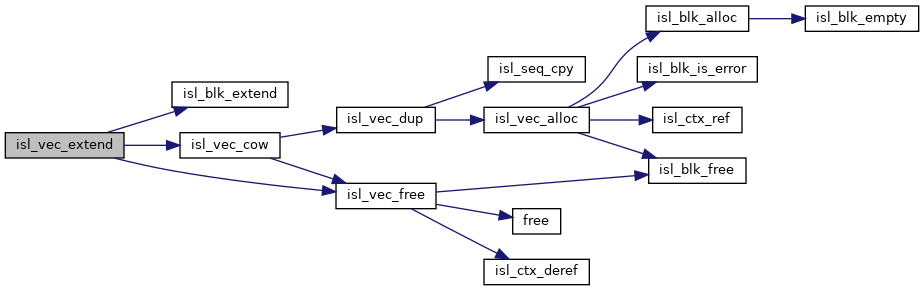 isl_vec_extend
isl_blk_extend
isl_vec_cow
isl_vec_dup
isl_vec_free
isl_seq_cpy
isl_vec_alloc
free
isl_ctx_deref
isl_blk_alloc
isl_blk_is_error
isl_ctx_ref
isl_blk_free
isl_blk_empty